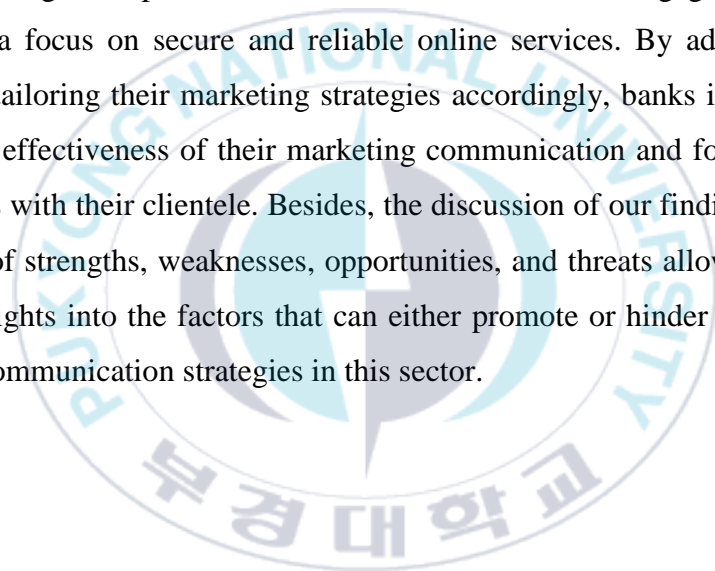 a focus on secure and reliable online services. By ad
ailoring their marketing strategies accordingly, banks i
effectiveness of their marketing communication and fo
with their clientele. Besides, the discussion of our findi
of strengths, weaknesses, opportunities, and threats allow
ights into the factors that can either promote or hinder
ommunication strategies in this sector.
PUKYONG NATIONAL UNIVERSITY
부경대학교